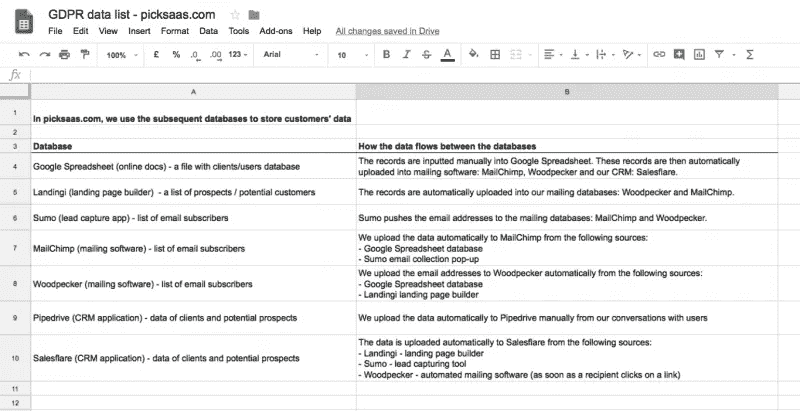 GDPR data list - picksaas.com
File Edit View Insert Format Data Tools Add-ons Help All changes saved in Drive
100% £ % .0 .00 123 Arial 10 B I S A Σ
fx
A B
1 In picksaas.com, we use the subsequent databases to store customers' data
2
3 Database How the data flows between the databases
4 Google Spreadsheet (online docs) - a file with clients/users database
The records are inputted manually into Google Spreadsheet. These records are then automatically
uploaded into mailing software: MailChimp, Woodpecker and our CRM: Salesflare.
5 Landingi (landing page builder) - a list of prospects / potential customers
The records are automatically uploaded into our mailing databases: Woodpecker and MailChimp.
6 Sumo (lead capture app) - list of email subscribers
Sumo pushes the email addresses to the mailing databases: MailChimp and Woodpecker.
7 MailChimp (mailing software) - list of email subscribers
We upload the data automatically to MailChimp from the following sources:
- Google Spreadsheet database
- Sumo email collection pop-up
8 Woodpecker (mailing software) - list of email subscribers
We upload the email addresses to Woodpecker automatically from the following sources:
- Google Spreadsheet database
- Landingi landing page builder
9 Pipedrive (CRM application) - data of clients and potential prospects
We upload the data automatically to Pipedrive manually from our conversations with users
10 Salesflare (CRM application) - data of clients and potential prospects
The data is uploaded automatically to Salesflare from the following sources:
- Landingi - landing page builder
- Sumo - lead capturing tool
- Woodpecker - automated mailing software (as soon as a recipient clicks on a link)
11
12